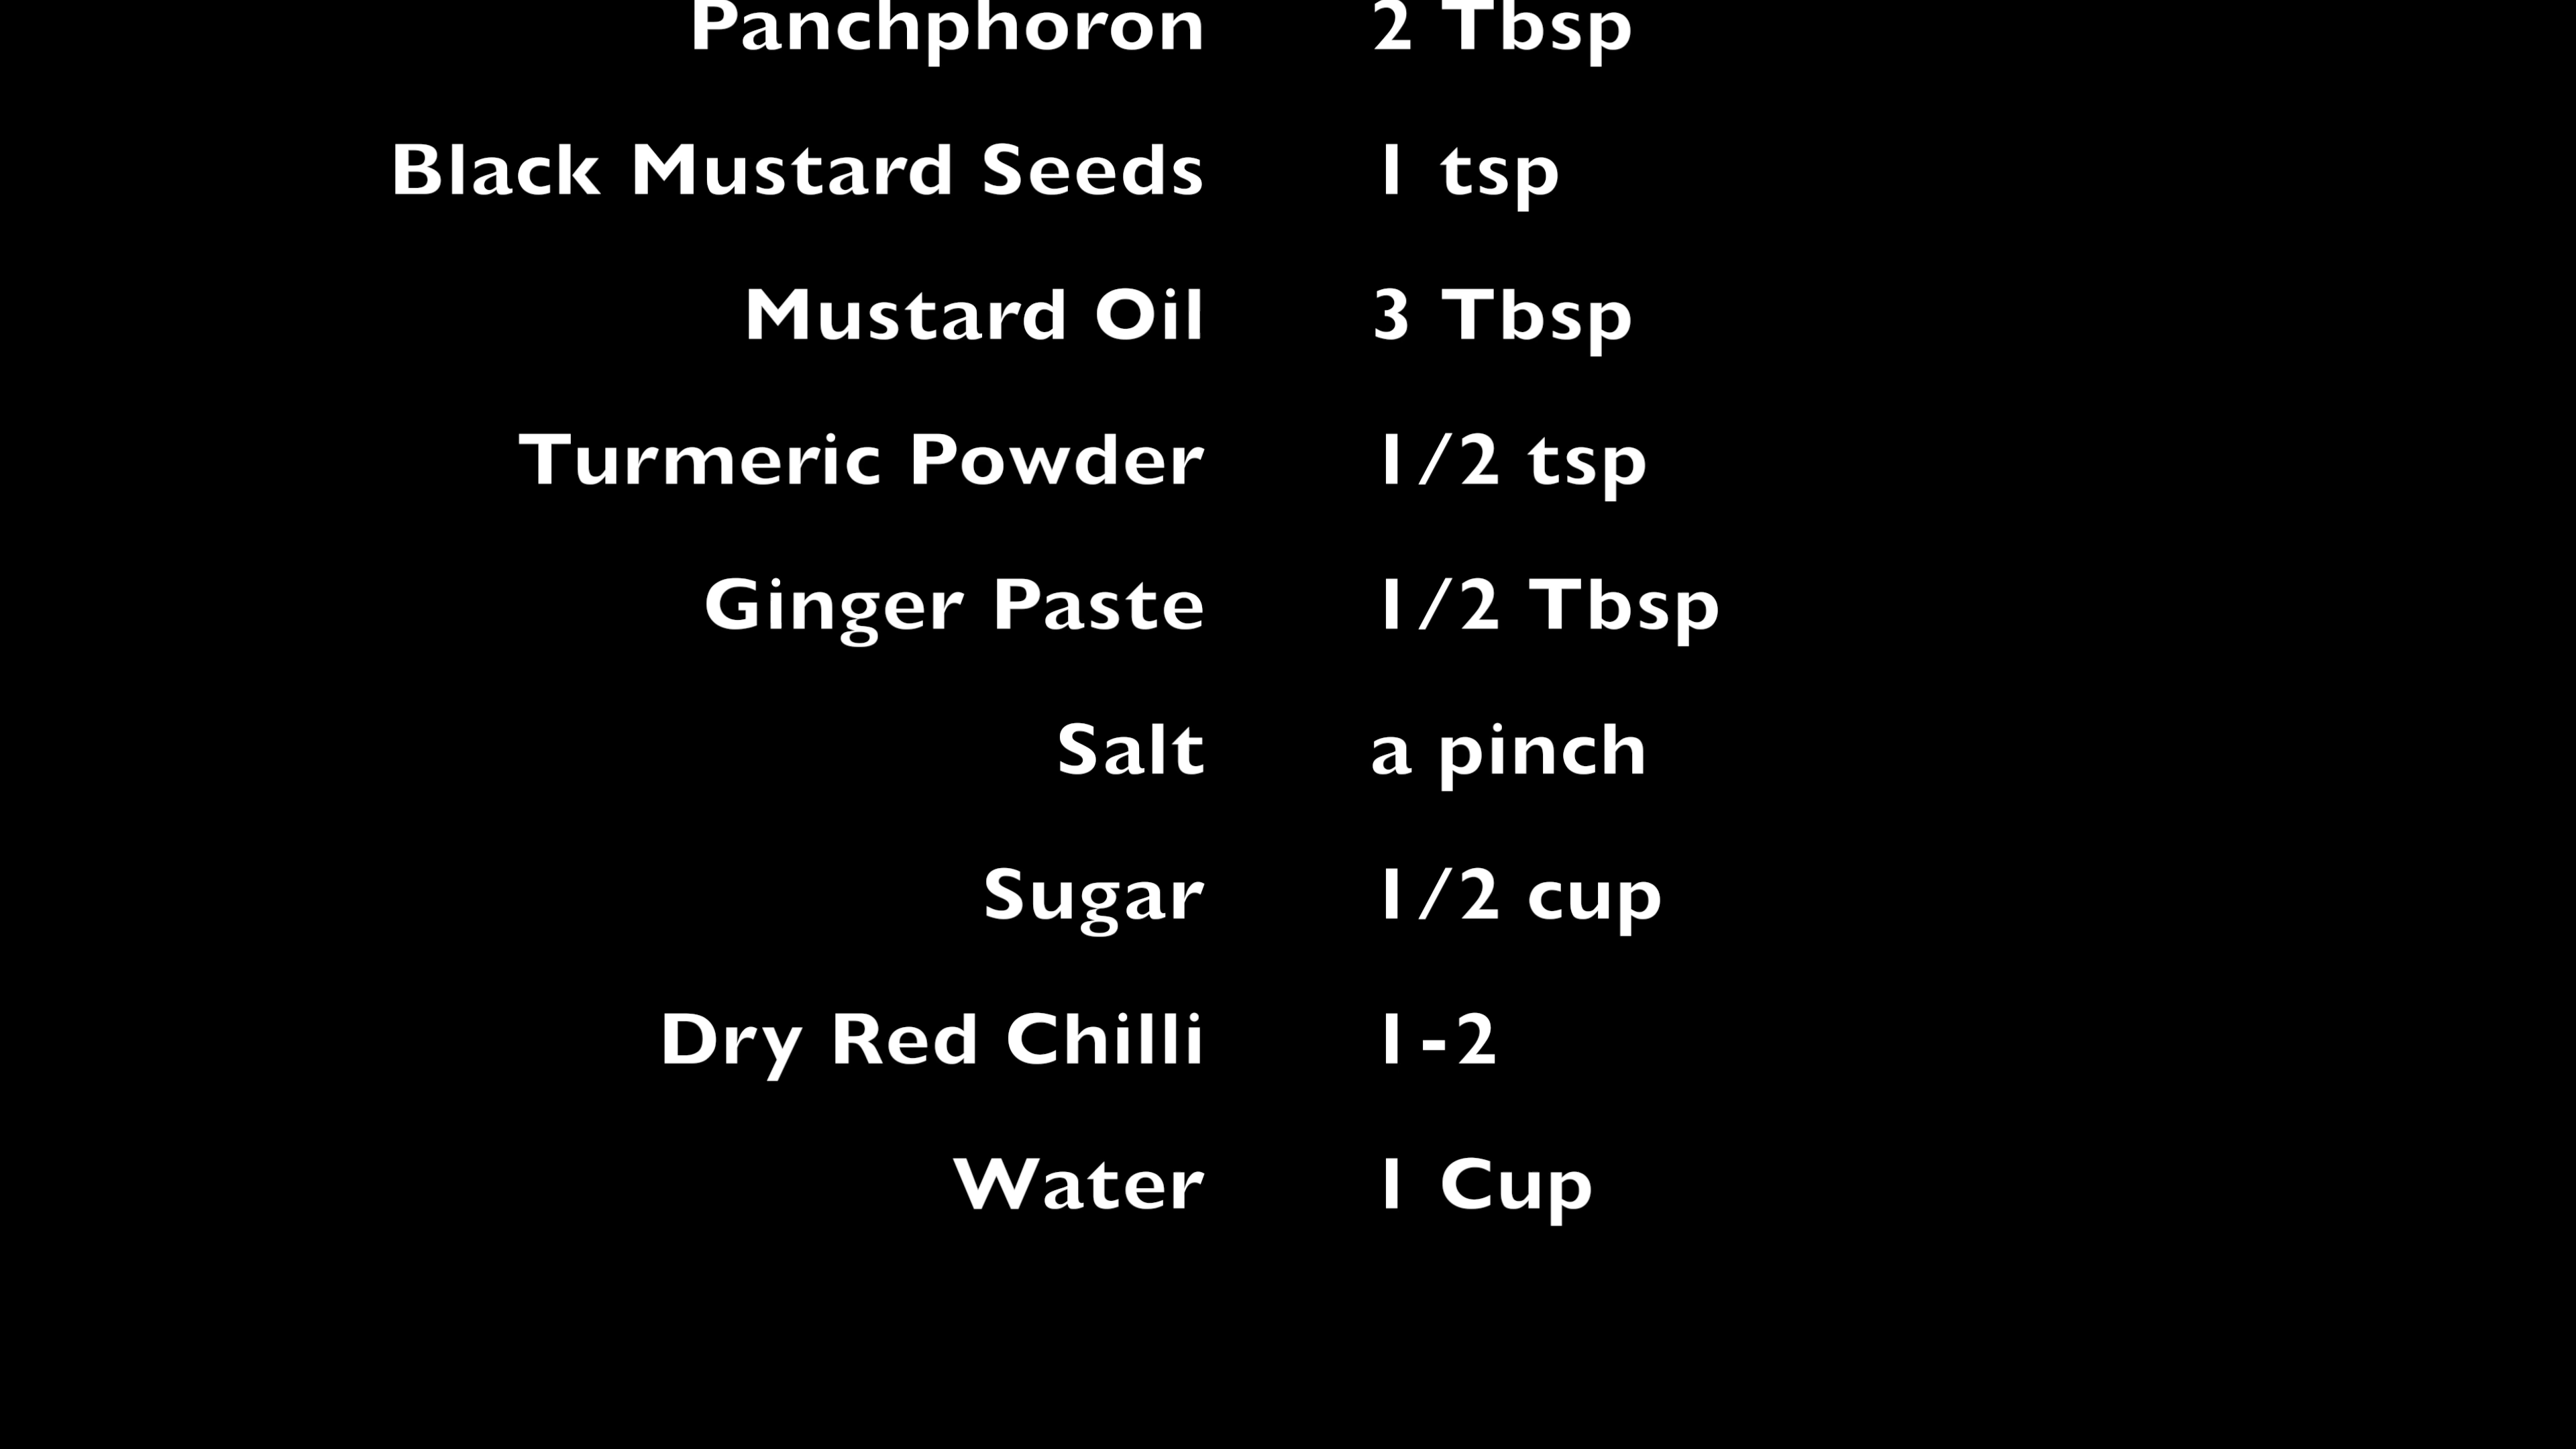 Panchphoron 2 Tbsp
Black Mustard Seeds 1 tsp
Mustard Oil 3 Tbsp
Turmeric Powder 1/2 tsp
Ginger Paste 1/2 Tbsp
Salt a pinch
Sugar 1/2 cup
Dry Red Chilli 1-2
Water 1 Cup